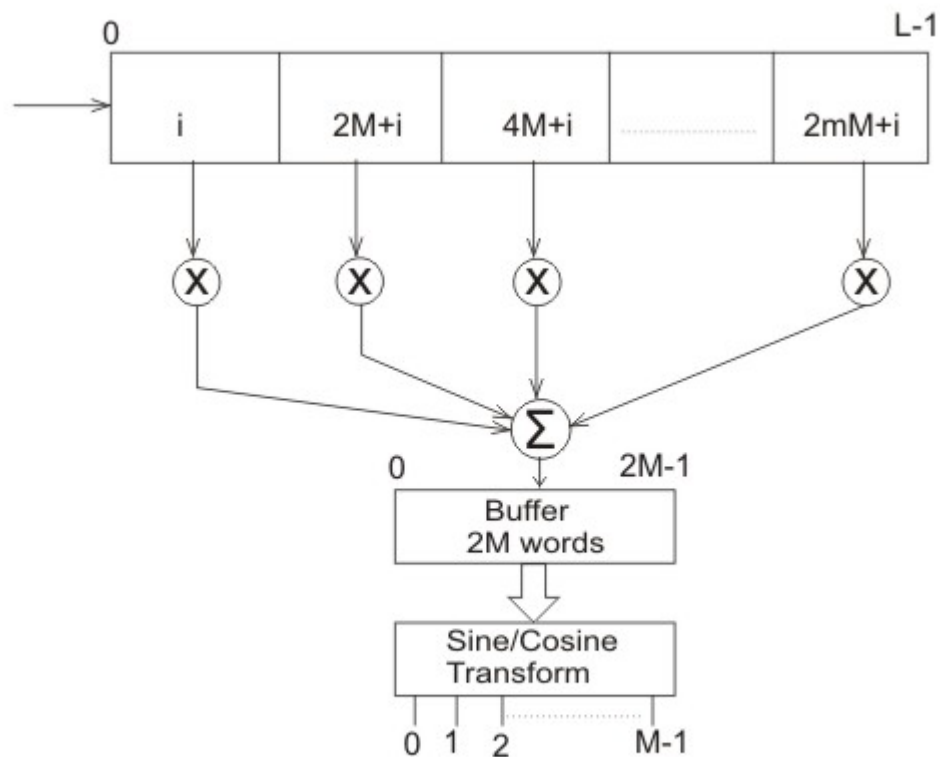 0 L-1
i 2M+i 4M+i 2mM+i
X X X X
Σ
0 2M-1
Buffer
2M words
Sine/Cosine
Transform
0 1 2 M-1